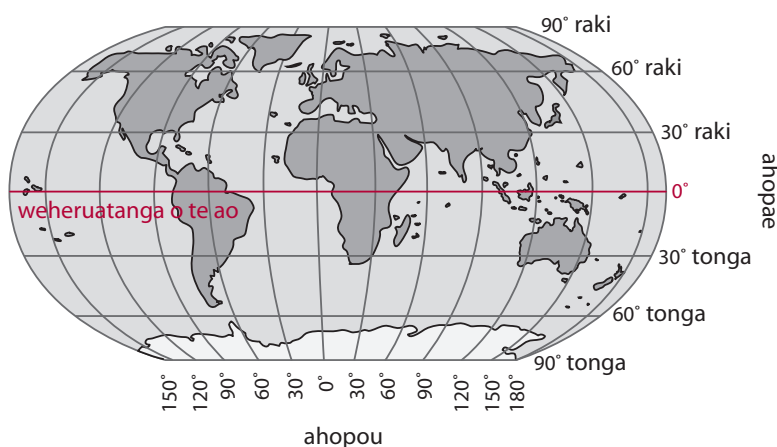 90˚ raki
60˚ raki
30˚ raki
0˚
ahopae
weheruatanga o te ao
30˚ tonga
60˚ tonga
90˚ tonga
150˚ 120˚ 90˚ 60˚ 30˚ 0˚ 30˚ 60˚ 90˚ 120˚ 150˚ 180˚
ahopou